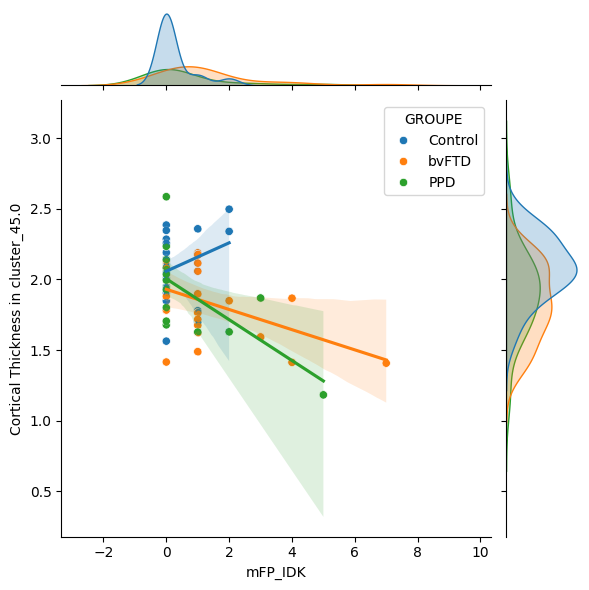 GROUPE
Control
bvFTD
PPD
3.0
2.5
2.0
1.5
1.0
0.5
Cortical Thickness in cluster_45.0
−2 0 2 4 6 8 10
mFP_IDK